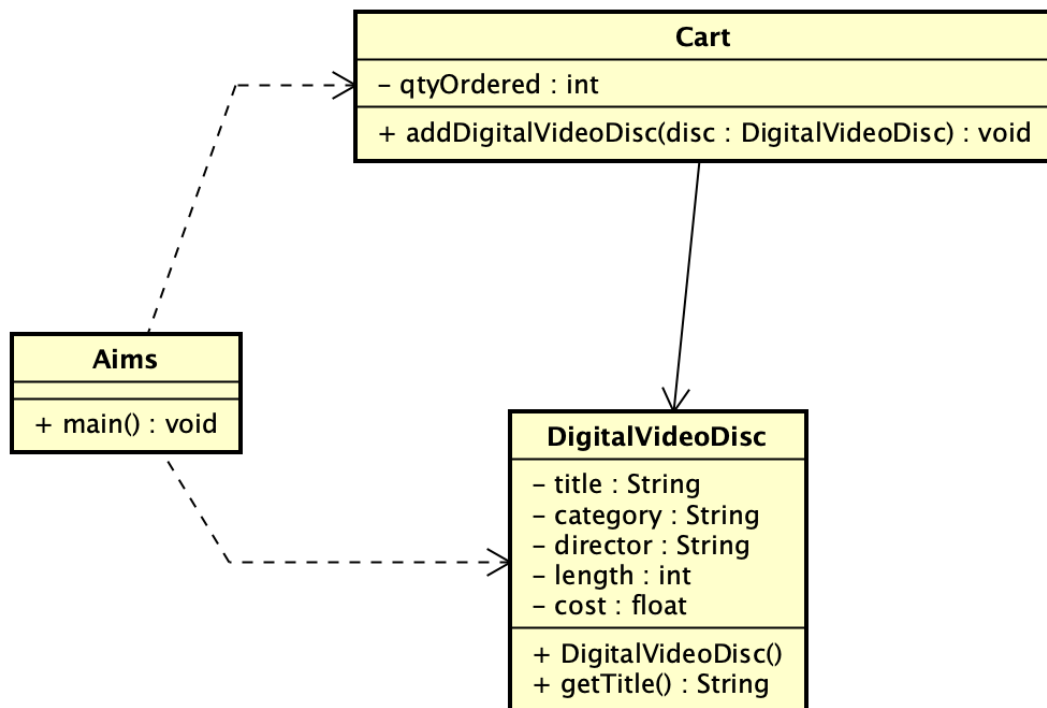 Cart
– qtyOrdered : int
+ addDigitalVideoDisc(disc : DigitalVideoDisc) : void
Aims
+ main() : void
DigitalVideoDisc
– title : String
– category : String
– director : String
– length : int
– cost : float
+ DigitalVideoDisc()
+ getTitle() : String